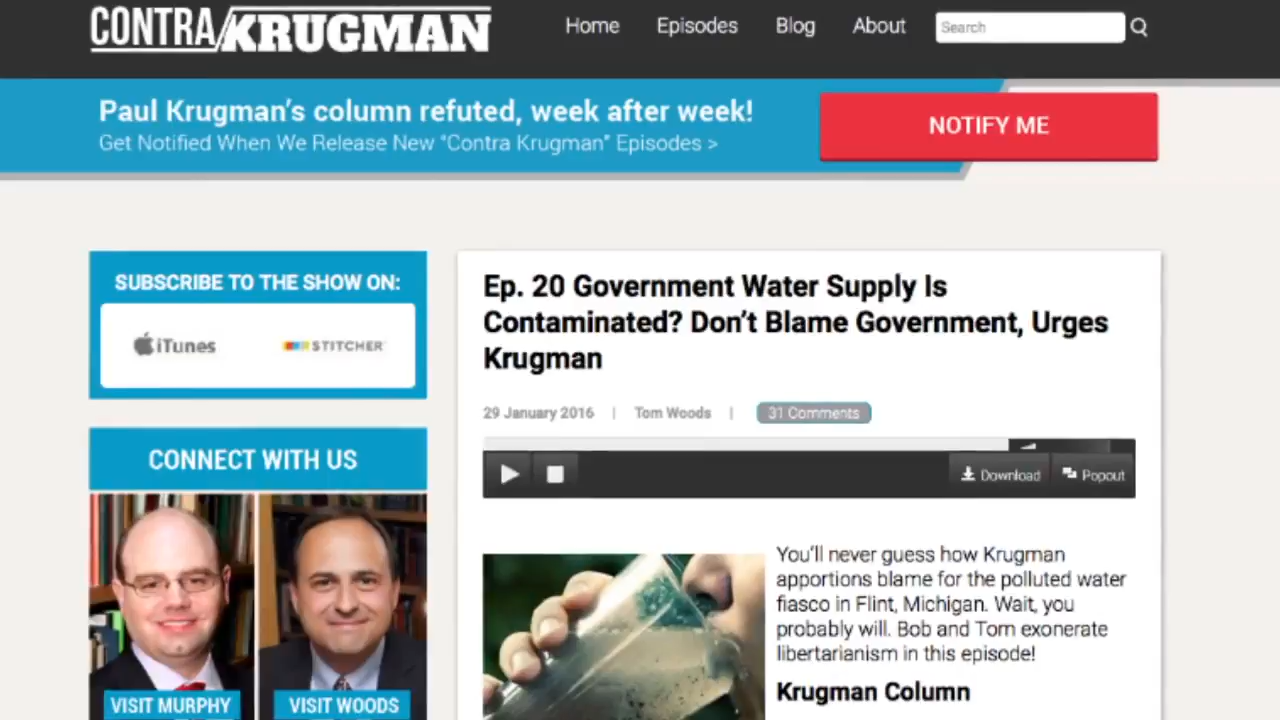 CONTRA/KRUGMAN
Home Episodes Blog About Search
Paul Krugman's column refuted, week after week!
Get Notified When We Release New "Contra Krugman" Episodes >
NOTIFY ME
SUBSCRIBE TO THE SHOW ON:
iTunes STITCHER
CONNECT WITH US
VISIT MURPHY VISIT WOODS
Ep. 20 Government Water Supply Is
Contaminated? Don't Blame Government, Urges
Krugman
29 January 2016 | Tom Woods | 31 Comments
Download Popout
You'll never guess how Krugman
apportions blame for the polluted water
fiasco in Flint, Michigan. Wait, you
probably will. Bob and Tom exonerate
libertarianism in this episode!
Krugman Column